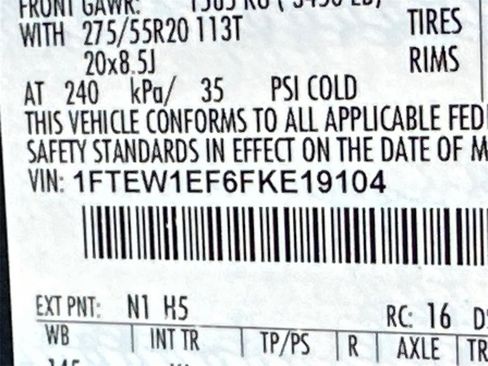 FRONT GAWR:
WITH 275/55R20 113T TIRES
20x8.5J RIMS
AT 240 kPa/ 35 PSI COLD
THIS VEHICLE CONFORMS TO ALL APPLICABLE FED
SAFETY STANDARDS IN EFFECT ON THE DATE OF M
VIN: 1FTEW1EF6FKE19104
EXT PNT: N1 H5 RC: 16
WB INT TR TP/PS R AXLE TR